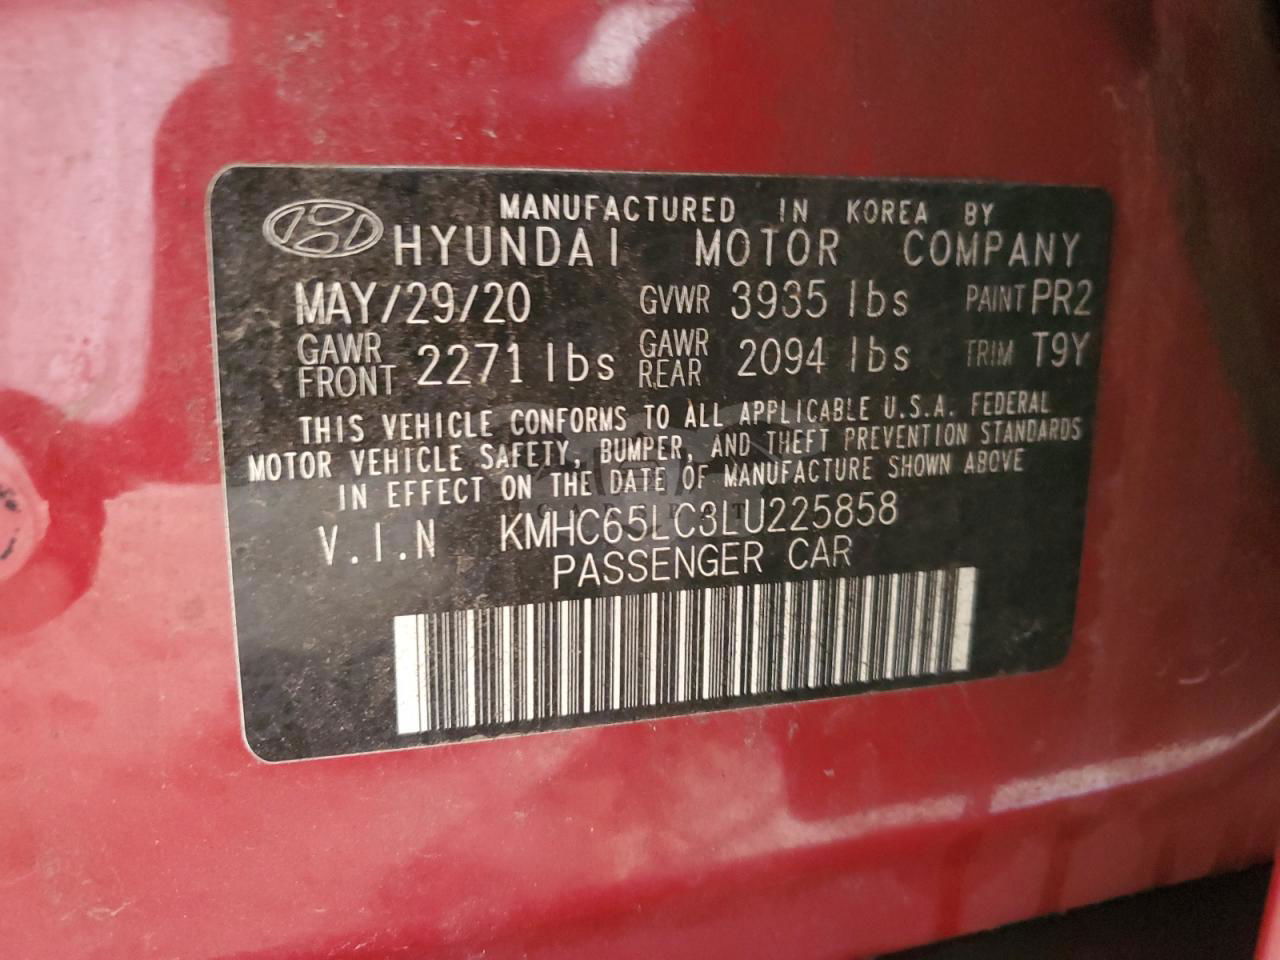 MANUFACTURED IN KOREA BY
HYUNDAI MOTOR COMPANY
MAY/29/20 GVWR 3935 lbs PAINT PR2
GAWR FRONT 2271 lbs GAWR REAR 2094 lbs TRIM T9Y
THIS VEHICLE CONFORMS TO ALL APPLICABLE U.S.A. FEDERAL
MOTOR VEHICLE SAFETY, BUMPER, AND THEFT PREVENTION STANDARDS
IN EFFECT ON THE DATE OF MANUFACTURE SHOWN ABOVE
V.I.N KMHC65LC3LU225858
PASSENGER CAR